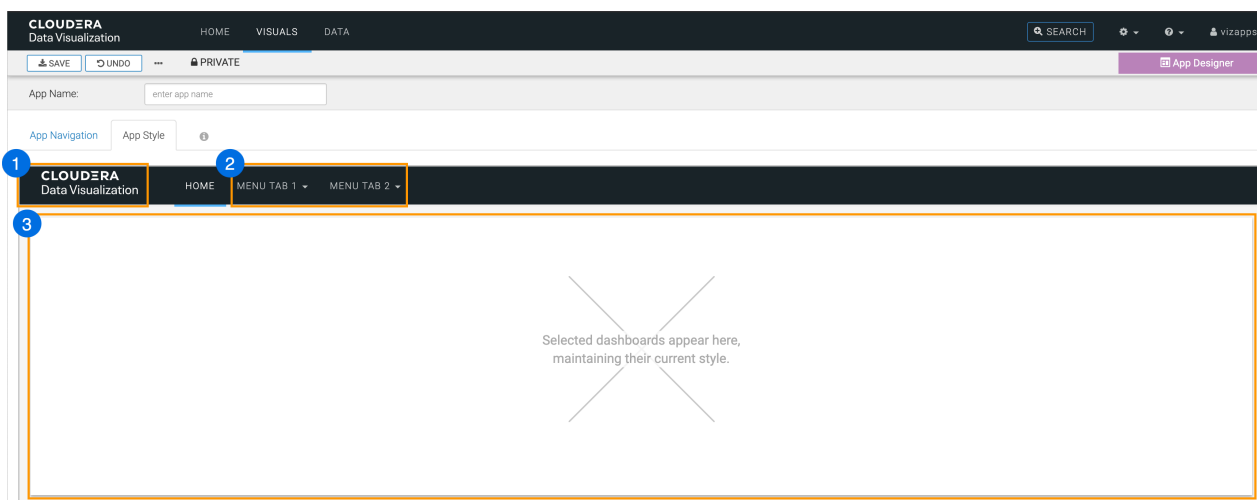 CLOUDERA
Data Visualization
HOME VISUALS DATA
SEARCH
vizapps
SAVE UNDO ... PRIVATE
App Designer
App Name: enter app name
App Navigation App Style
1
2
CLOUDERA
Data Visualization
HOME MENU TAB 1 MENU TAB 2
3
Selected dashboards appear here,
maintaining their current style.